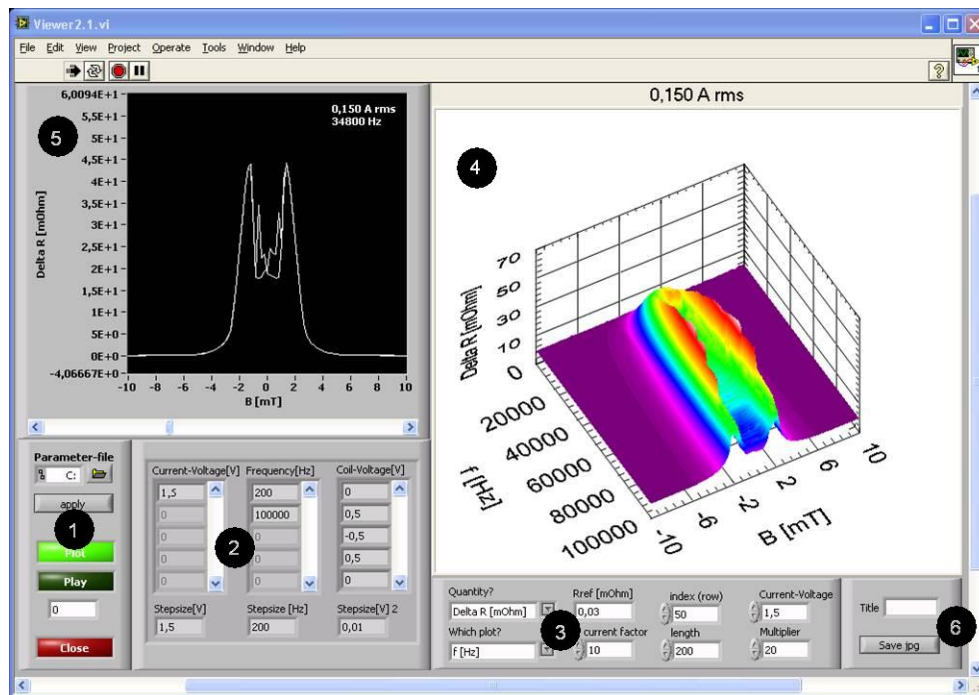 Viewer2.1.vi
File Edit View Project Operate Tools Window Help
?
6,0094E+1
5,5E+1
5E+1
4,5E+1
4E+1
3,5E+1
3E+1
2,5E+1
2E+1
1,5E+1
1E+1
5E+0
0E+0
-4,06667E+0
Delta R [mOhm]
0,150 A rms
34800 Hz
-10 -8 -6 -4 -2 0 2 4 6 8 10
B [mT]
5
0,150 A rms
4
70
50
30
10
Delta R [mOhm]
0
20000
40000
60000
80000
100000
f [Hz]
-10 -6 -2 2 6 10
B [mT]
Parameter-file
C:
apply
1
Plot
Play
0
Close
Current-Voltage[V] Frequency[Hz] Coil-Voltage[V]
1,5 200 0
0 100000 0,5
0 0 -0,5
0 0 0,5
0 0 0
2
Stepsize[V] Stepsize [Hz] Stepsize[V] 2
1,5 200 0,01
Quantity? Rref [mOhm] index (row) Current-Voltage
Delta R [mOhm] 0,03 50 1,5
Which plot? current factor length Multiplier
f [Hz] 10 200 20
3
Title
Save jpg
6